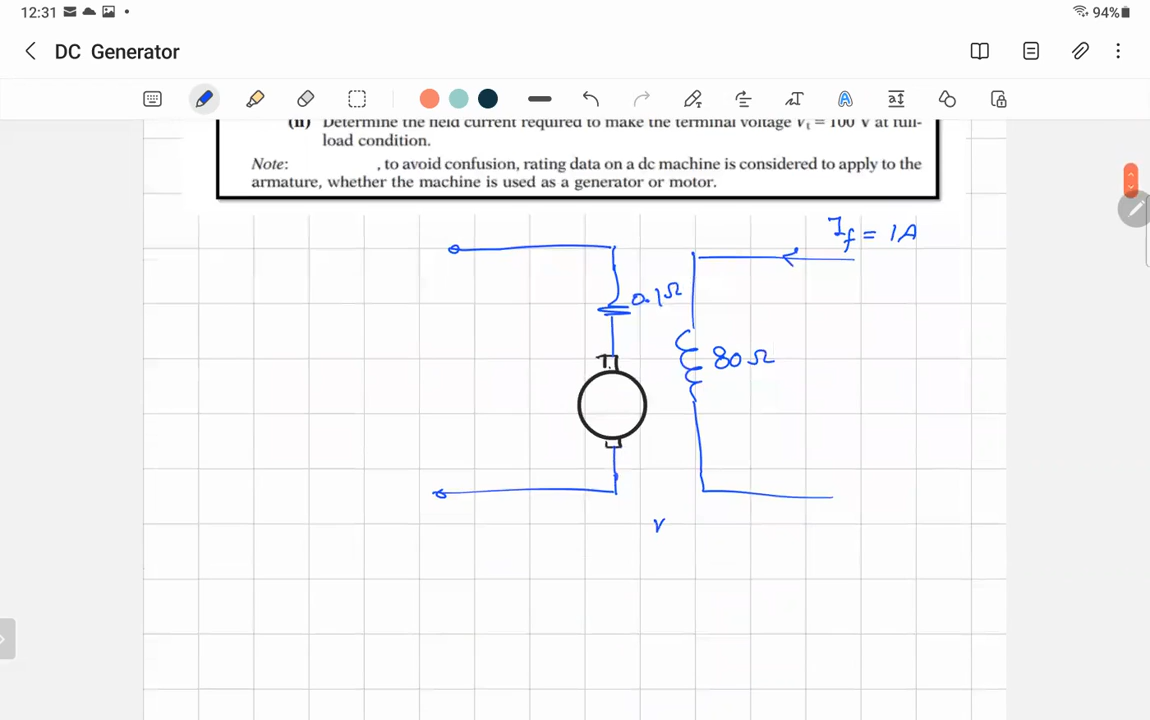 12:31
94%
DC Generator
(ii) Determine the field current required to make the terminal voltage Vt = 100 V at full-
load condition.
Note: , to avoid confusion, rating data on a dc machine is considered to apply to the
armature, whether the machine is used as a generator or motor.
If = 1A
0.1Ω
80Ω
V